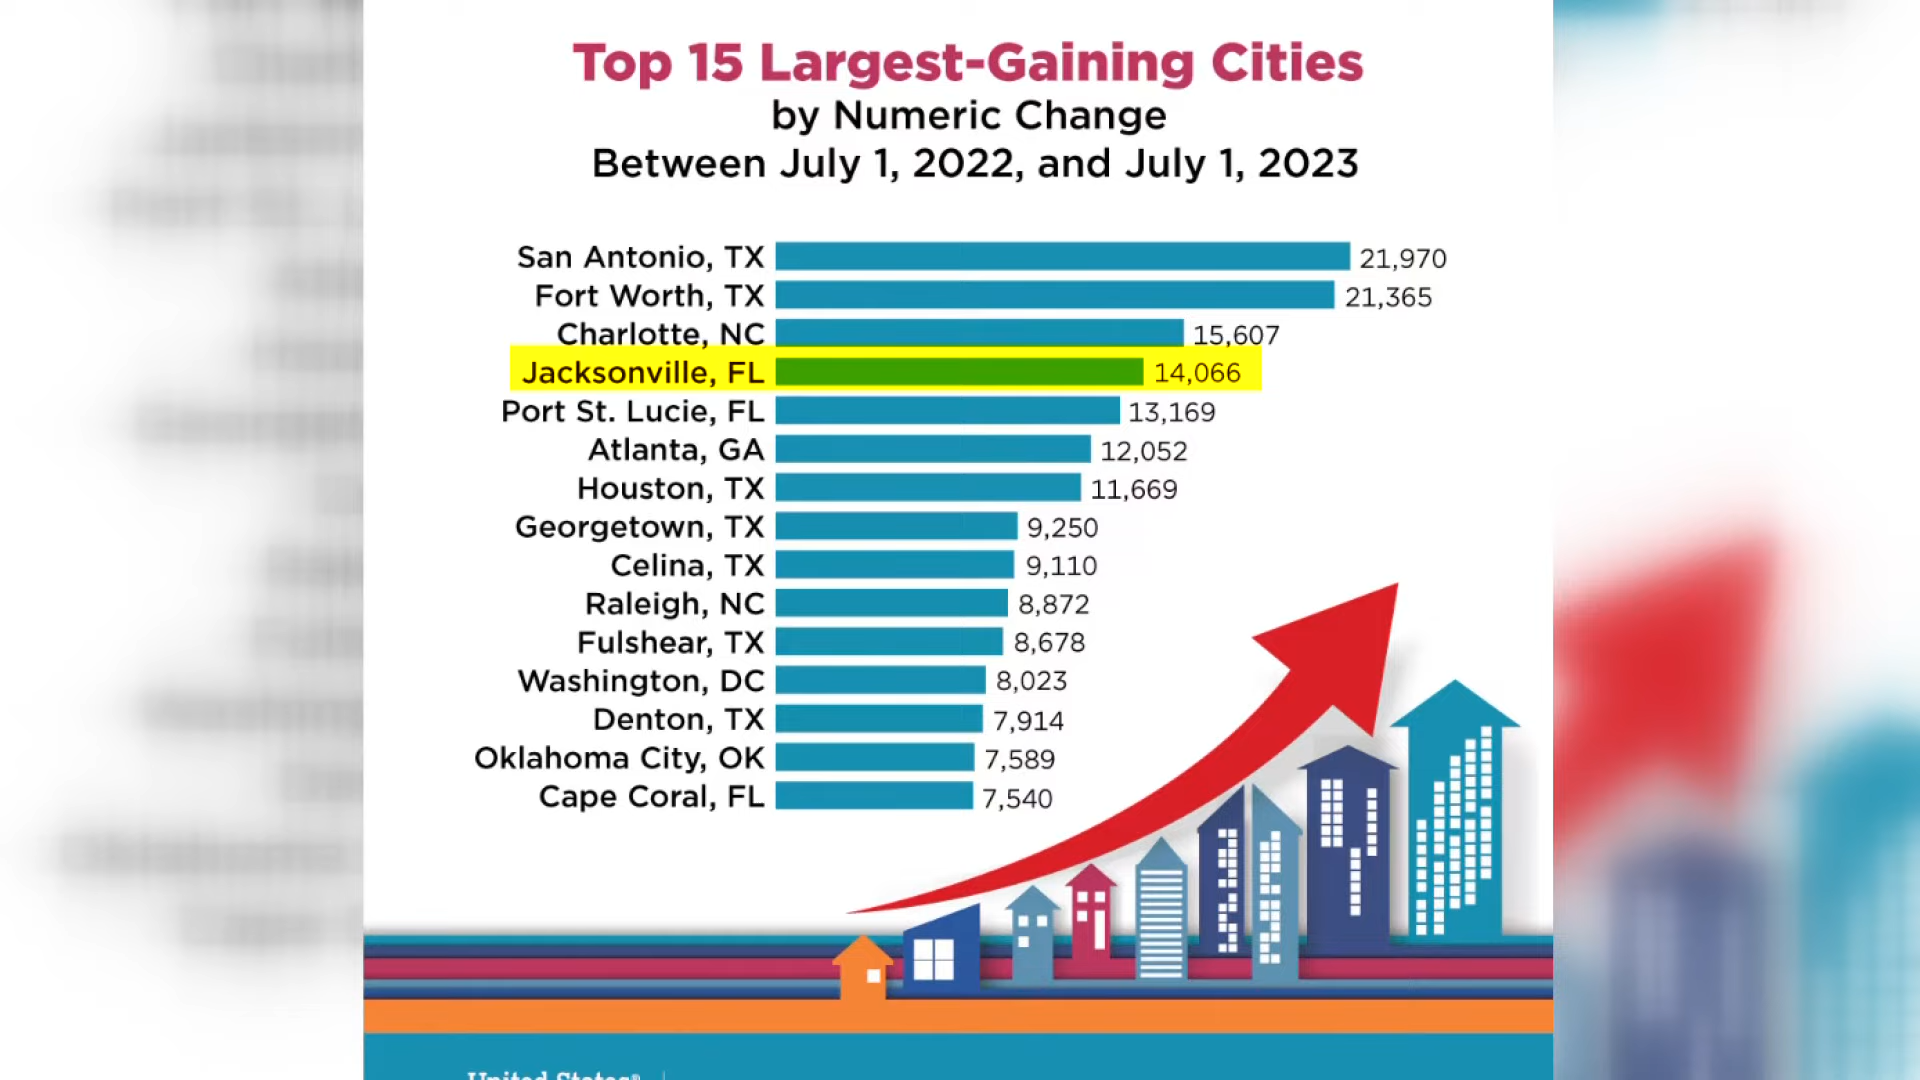 Top 15 Largest-Gaining Cities
by Numeric Change
Between July 1, 2022, and July 1, 2023
San Antonio, TX 21,970
Fort Worth, TX 21,365
Charlotte, NC 15,607
Jacksonville, FL 14,066
Port St. Lucie, FL 13,169
Atlanta, GA 12,052
Houston, TX 11,669
Georgetown, TX 9,250
Celina, TX 9,110
Raleigh, NC 8,872
Fulshear, TX 8,678
Washington, DC 8,023
Denton, TX 7,914
Oklahoma City, OK 7,589
Cape Coral, FL 7,540
United States®